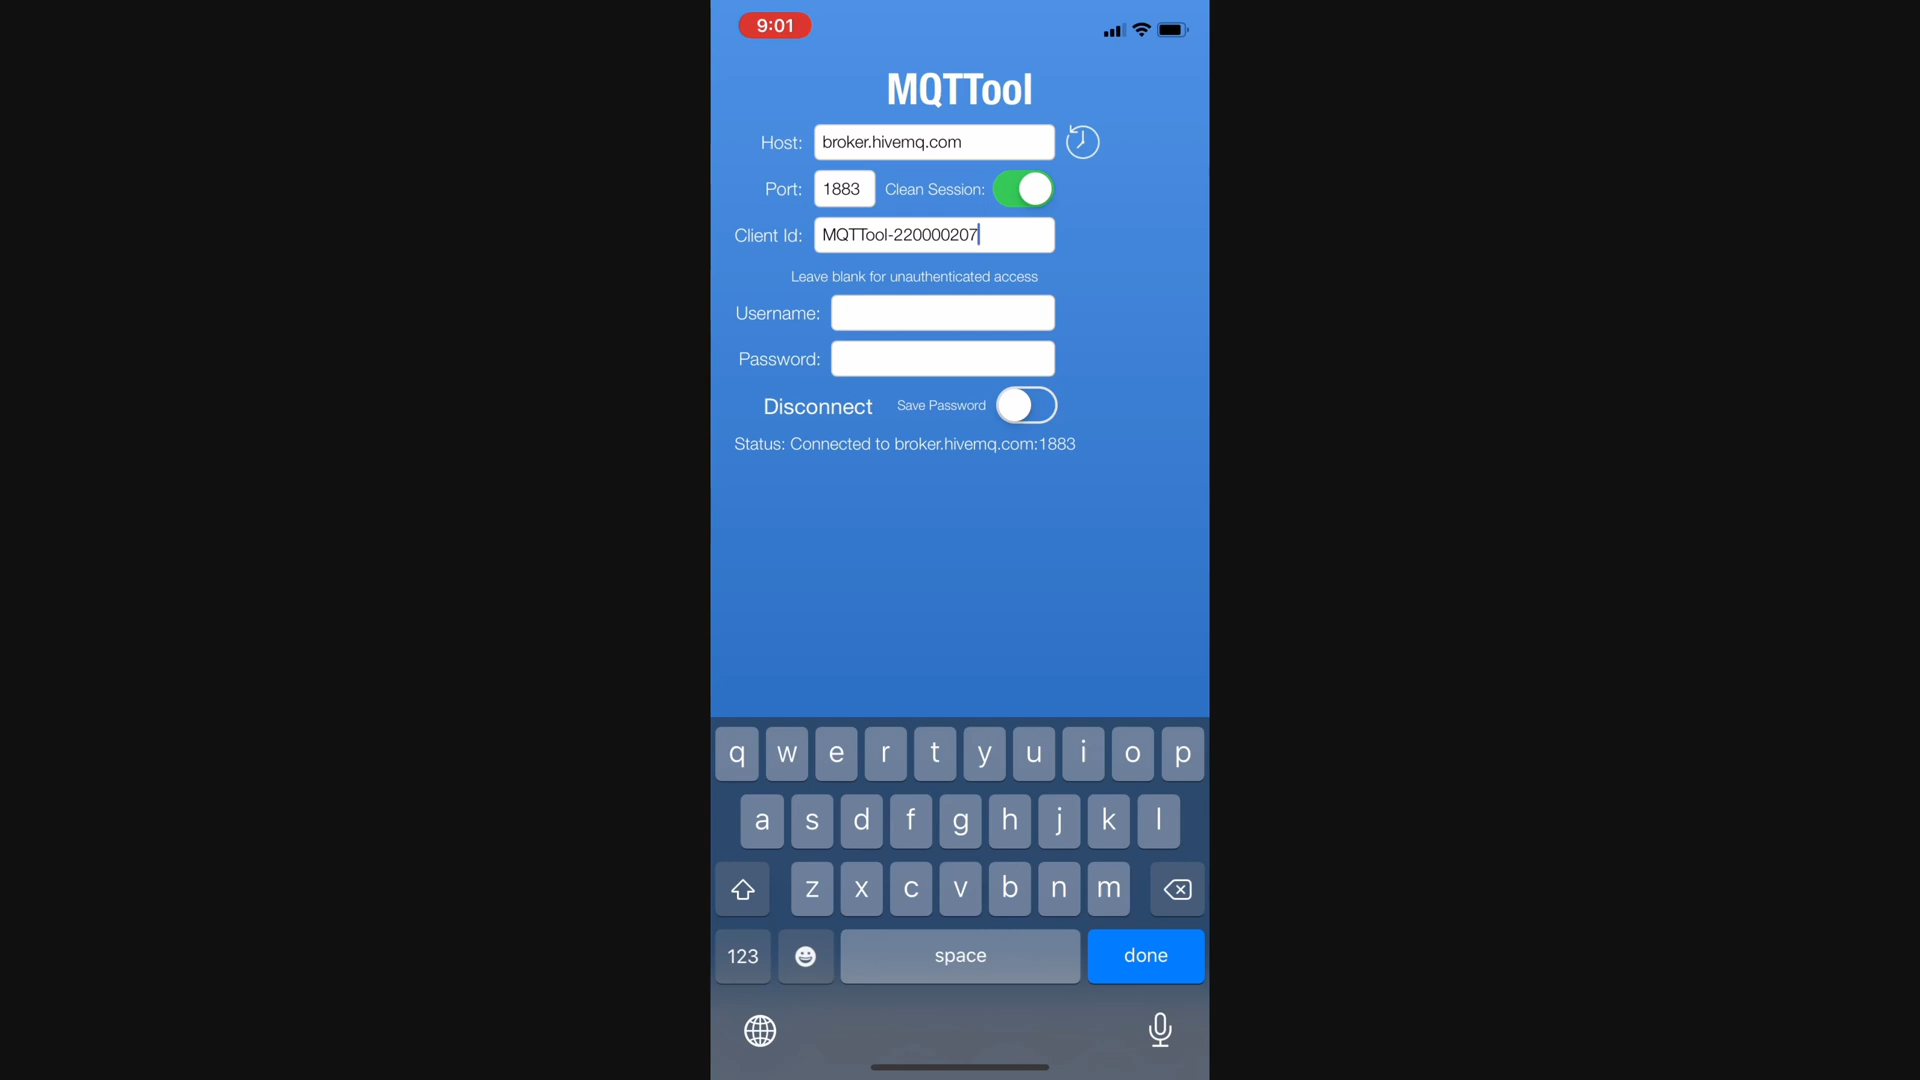 9:01
MQTTool
Host: broker.hivemq.com
Port: 1883 Clean Session:
Client Id: MQTTool-220000207
Leave blank for unauthenticated access
Username:
Password:
Disconnect Save Password
Status: Connected to broker.hivemq.com:1883
q w e r t y u i o p
a s d f g h j k l
z x c v b n m
123 space done